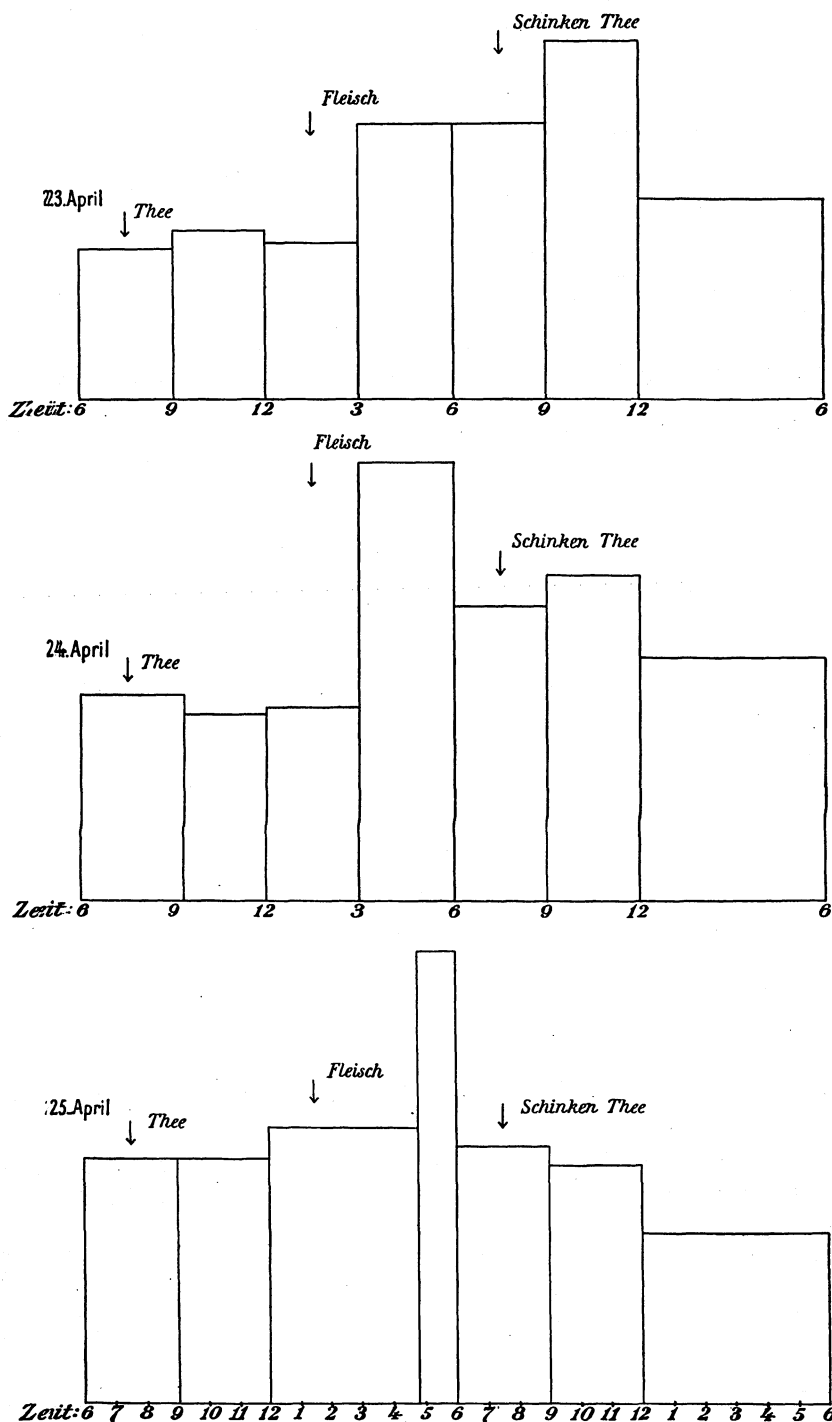 Schinken Thee
Fleisch
23. April
Thee
Zeit: 6 9 12 3 6 9 12 6
Fleisch
Schinken Thee
24. April
Thee
Zeit: 6 9 12 3 6 9 12 6
Fleisch
25. April
Thee
Schinken Thee
Zeit: 6 7 8 9 10 11 12 1 2 3 4 5 6 7 8 9 10 11 12 1 2 3 4 5 6